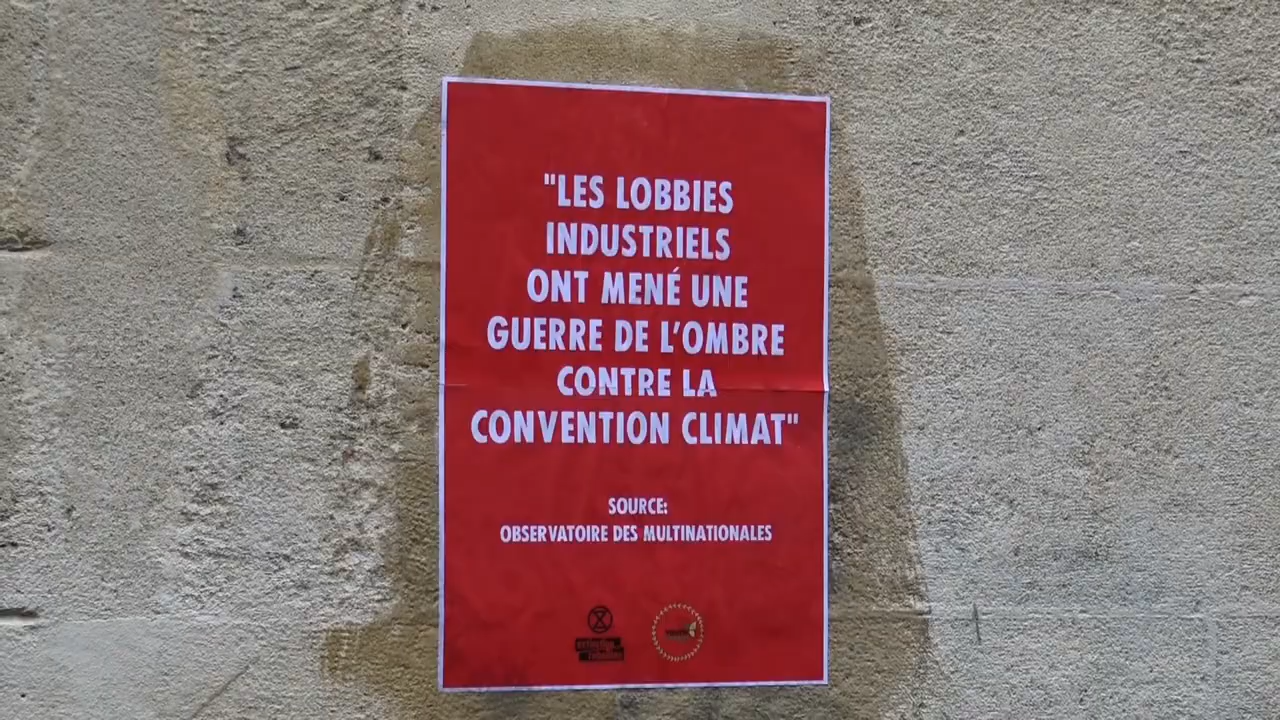 "LES LOBBIES
INDUSTRIELS
ONT MENÉ UNE
GUERRE DE L'OMBRE
CONTRE LA
CONVENTION CLIMAT"
SOURCE:
OBSERVATOIRE DES MULTINATIONALES